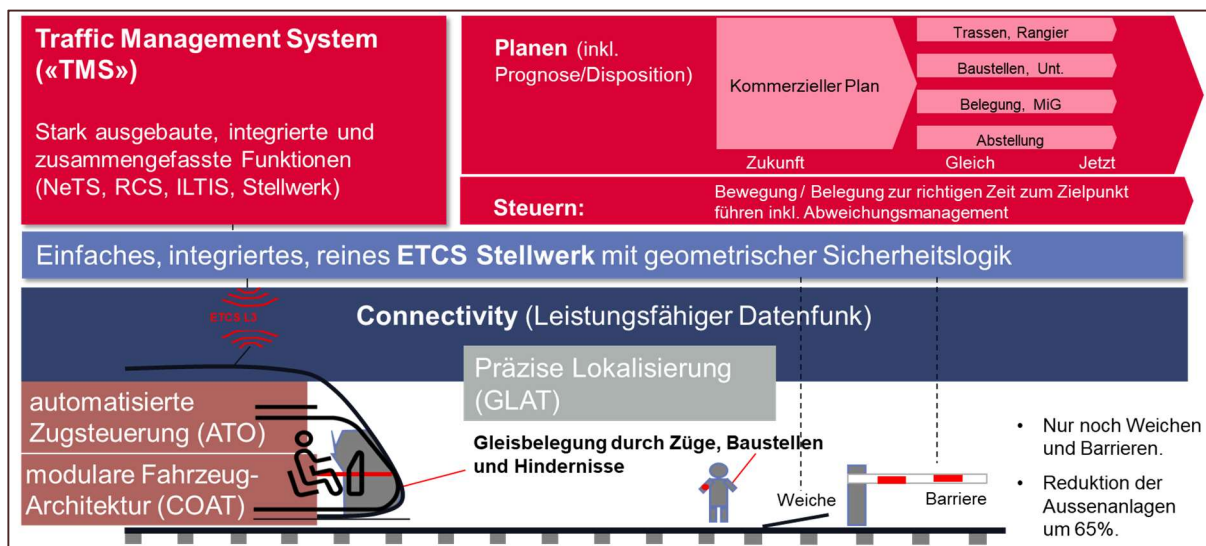 Traffic Management System
(«TMS»)
Stark ausgebaute, integrierte und
zusammengefasste Funktionen
(NeTS, RCS, ILTIS, Stellwerk)
Planen (inkl.
Prognose/Disposition)
Kommerzieller Plan
Trassen, Rangier
Baustellen, Unt.
Belegung, MiG
Abstellung
Zukunft
Gleich
Jetzt
Steuern:
Bewegung / Belegung zur richtigen Zeit zum Zielpunkt
führen inkl. Abweichungsmanagement
Einfaches, integriertes, reines ETCS Stellwerk mit geometrischer Sicherheitslogik
ETCS L3
Connectivity (Leistungsfähiger Datenfunk)
Präzise Lokalisierung
(GLAT)
automatisierte
Zugsteuerung (ATO)
modulare Fahrzeug-
Architektur (COAT)
Gleisbelegung durch Züge, Baustellen
und Hindernisse
Weiche
Barriere
• Nur noch Weichen
und Barrieren.
• Reduktion der
Aussenanlagen
um 65%.